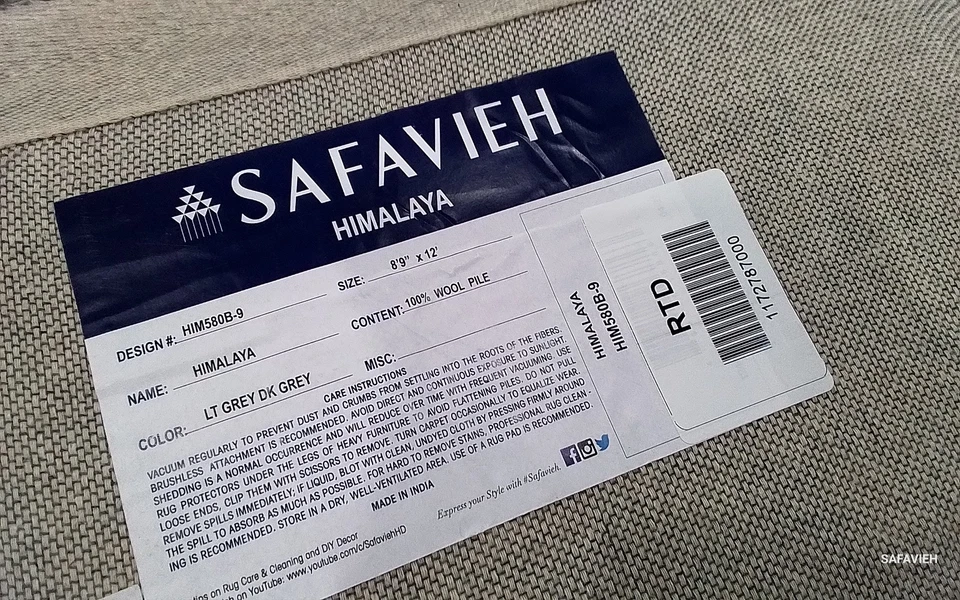 SAFAVIEH
HIMALAYA
DESIGN #: HIM580B-9
SIZE: 8'9" x 12'
NAME: HIMALAYA
CONTENT: 100% WOOL PILE
COLOR: LT GREY DK GREY
MISC:
CARE INSTRUCTIONS
VACUUM REGULARLY TO PREVENT DUST AND CRUMBS FROM SETTLING INTO THE ROOTS OF THE FIBERS.
BRUSHLESS ATTACHMENT IS RECOMMENDED. AVOID DIRECT AND CONTINUOUS EXPOSURE TO SUNLIGHT.
SHEDDING IS A NORMAL OCCURRENCE AND WILL REDUCE OVER TIME WITH FREQUENT VACUUMING. USE
RUG PROTECTORS UNDER THE LEGS OF HEAVY FURNITURE TO AVOID FLATTENING PILES. DO NOT PULL
LOOSE ENDS, CLIP THEM WITH SCISSORS TO REMOVE. TURN CARPET OCCASIONALLY TO EQUALIZE WEAR.
REMOVE SPILLS IMMEDIATELY; IF LIQUID, BLOT WITH CLEAN, UNDYED CLOTH BY PRESSING FIRMLY AROUND
THE SPILL TO ABSORB AS MUCH AS POSSIBLE. FOR HARD TO REMOVE STAINS, PROFESSIONAL RUG CLEAN-
ING IS RECOMMENDED. STORE IN A DRY, WELL-VENTILATED AREA. USE OF A RUG PAD IS RECOMMENDED.
MADE IN INDIA
Express your Style with #Safavieh.
on Rug Care & Cleaning and DIY Decor
on YouTube: www.youtube.com/c/SafaviehHD
HIMALAYA
HIM580B-9
RTD
1172787000
SAFAVIEH